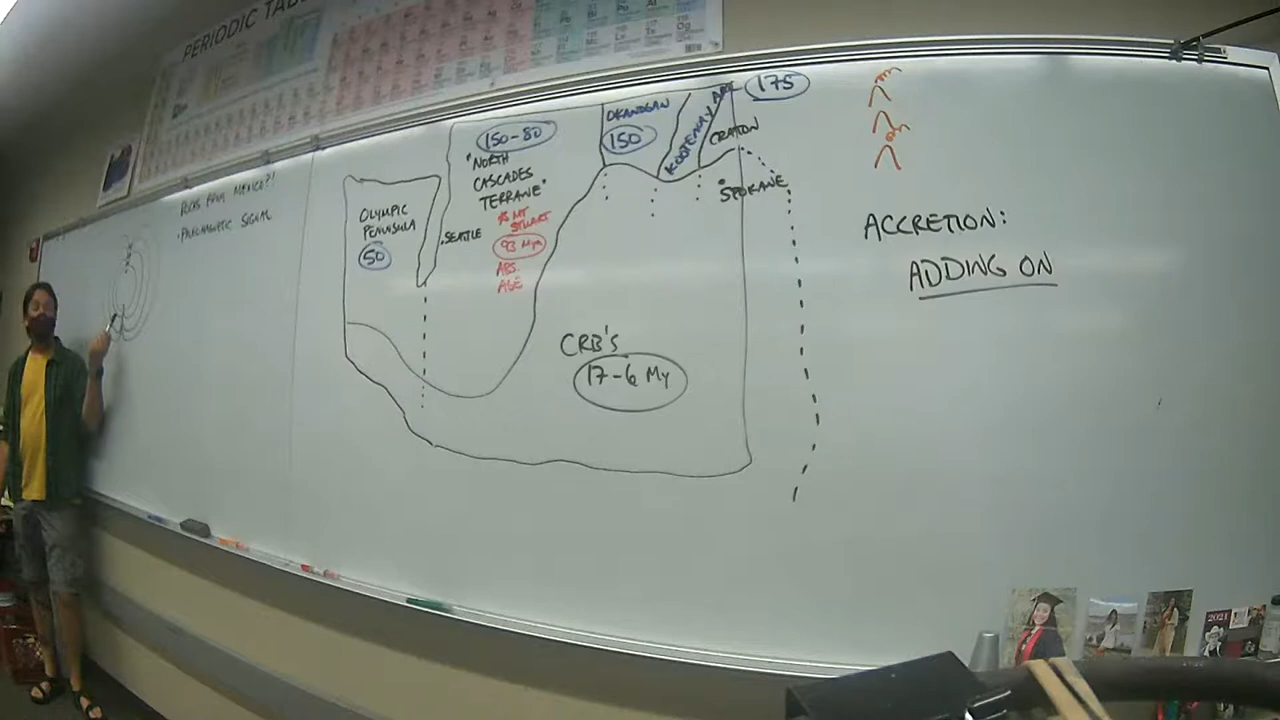 PERIODIC TABLE
ROCKS FROM MEXICO?!
• PALEOMAGNETIC SIGNAL
OLYMPIC
PENINSULA
50
150-80
"NORTH
CASCADES
TERRANE"
MT
STUART
93 Mya
ABS.
AGE
.SEATTLE
OKANOGAN
150
KOOTENAY ARC
175
CRATON
SPOKANE
CRB's
17-6 My
ACCRETION:
ADDING ON
2021